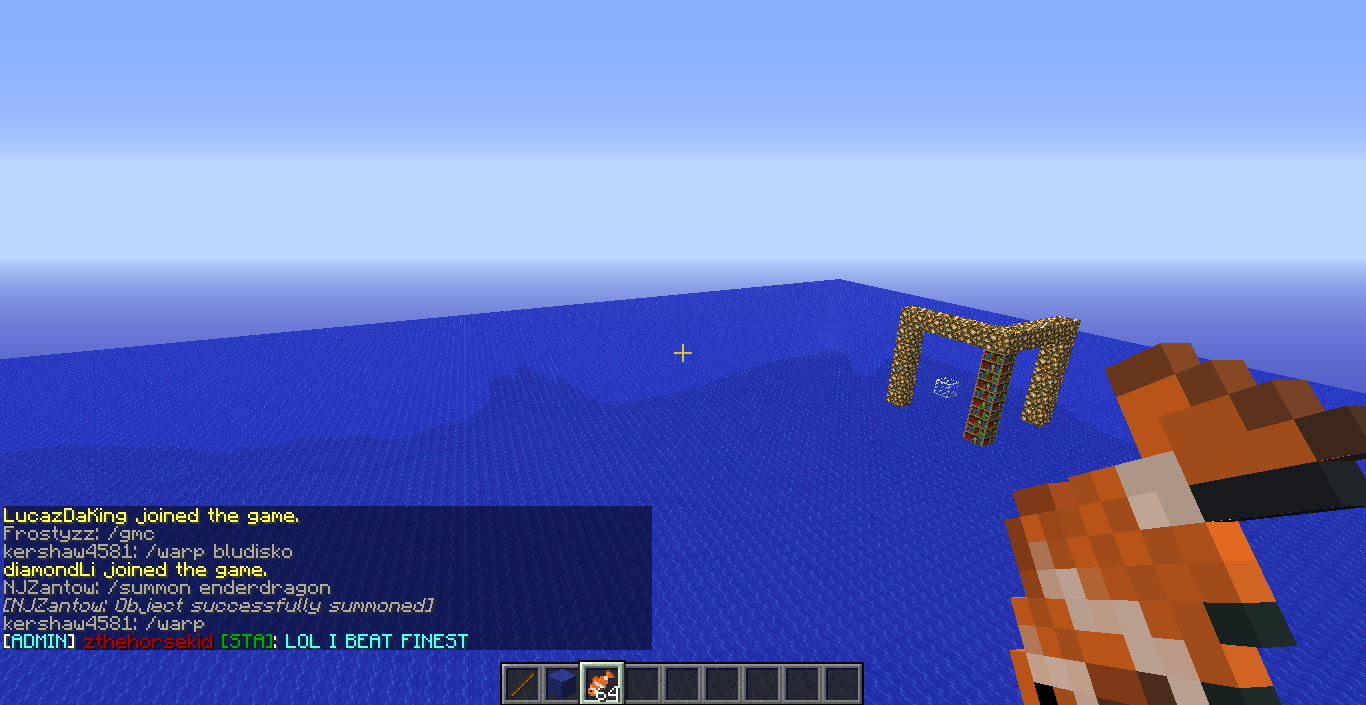 LucazDaKing joined the game.
Frostyzz: /gmc
kershaw4581: /warp bludisko
diamondLi joined the game.
NJZantow: /summon enderdragon
[NJZantow: Object successfully summoned]
kershaw4581: /warp
[ADMIN] zthehorsekid [STA]: LOL I BEAT FINEST
64